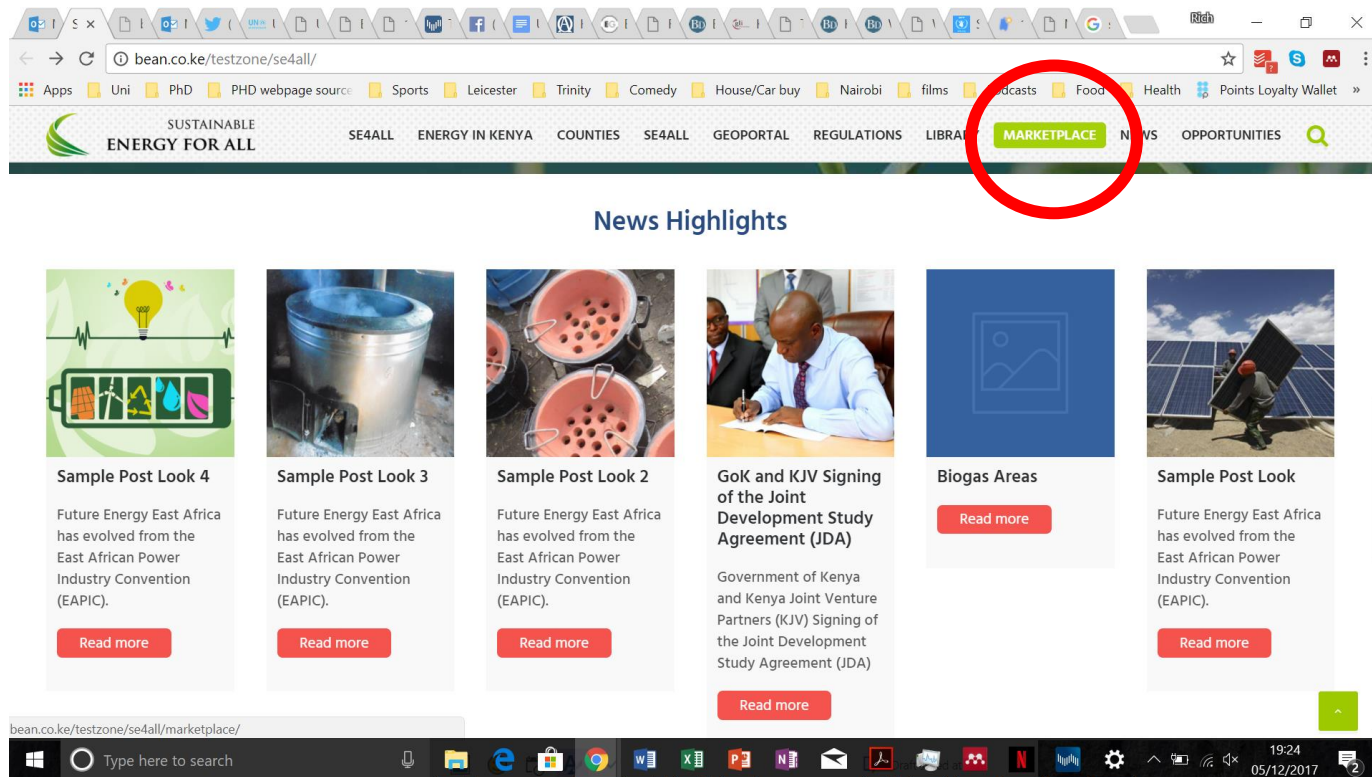 Rich
bean.co.ke/testzone/se4all/
Apps Uni PhD PHD webpage source Sports Leicester Trinity Comedy House/Car buy Nairobi films Food Health Points Loyalty Wallet »
SUSTAINABLE
ENERGY FOR ALL
SE4ALL ENERGY IN KENYA COUNTIES SE4ALL GEOPORTAL REGULATIONS MARKETPLACE OPPORTUNITIES
News Highlights
Sample Post Look 4
Future Energy East Africa
has evolved from the
East African Power
Industry Convention
(EAPIC).
Read more
Sample Post Look 3
Future Energy East Africa
has evolved from the
East African Power
Industry Convention
(EAPIC).
Read more
Sample Post Look 2
Future Energy East Africa
has evolved from the
East African Power
Industry Convention
(EAPIC).
Read more
GoK and KJV Signing
of the Joint
Development Study
Agreement (JDA)
Government of Kenya
and Kenya Joint Venture
Partners (KJV) Signing of
the Joint Development
Study Agreement (JDA)
Read more
Biogas Areas
Read more
Sample Post Look
Future Energy East Africa
has evolved from the
East African Power
Industry Convention
(EAPIC).
Read more
bean.co.ke/testzone/se4all/marketplace/
Type here to search
19:24
05/12/2017
2